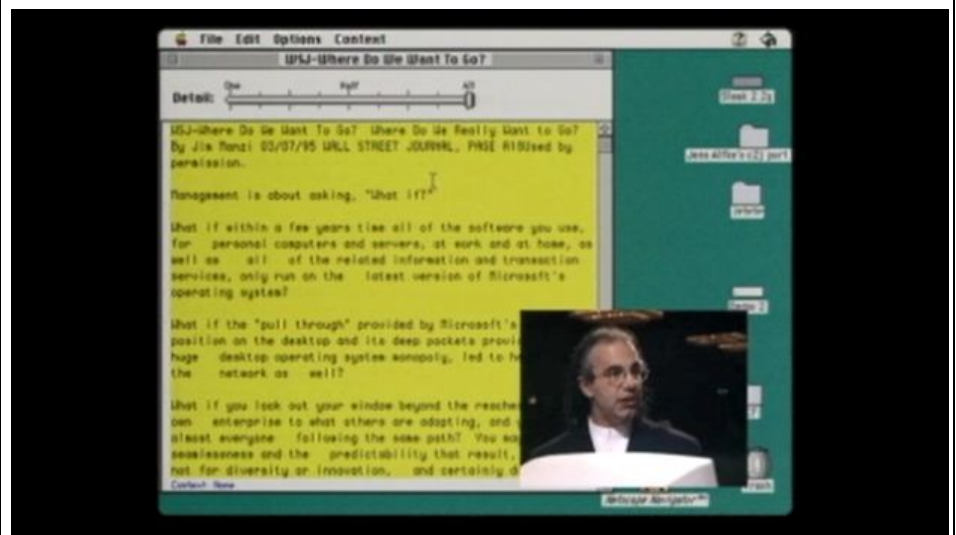 File Edit Options Context
WSJ-Where Do We Want To Go?
One Half All
Detail:
WSJ-Where Do We Want To Go? Where Do We Really Want to Go?
By Jim Manzi 03/07/95 WALL STREET JOURNAL, PAGE A18Used by
permission.
Management is about asking, "What if?"
What if within a few years time all of the software you use,
for personal computers and servers, at work and at home, as
well as all of the related information and transaction
services, only run on the latest version of Microsoft's
operating system?
What if the "pull through" provided by Microsoft's
position on the desktop and its deep pockets
huge desktop operating system monopoly, led to
the network as well?
What if you look out your window beyond the
own enterprise to what others are adopting, and
almost everyone following the same path? You
seamlessness and the predictability that result,
not for diversity or innovation, and certainly
Context: None
Netscape Navigator™
Trash